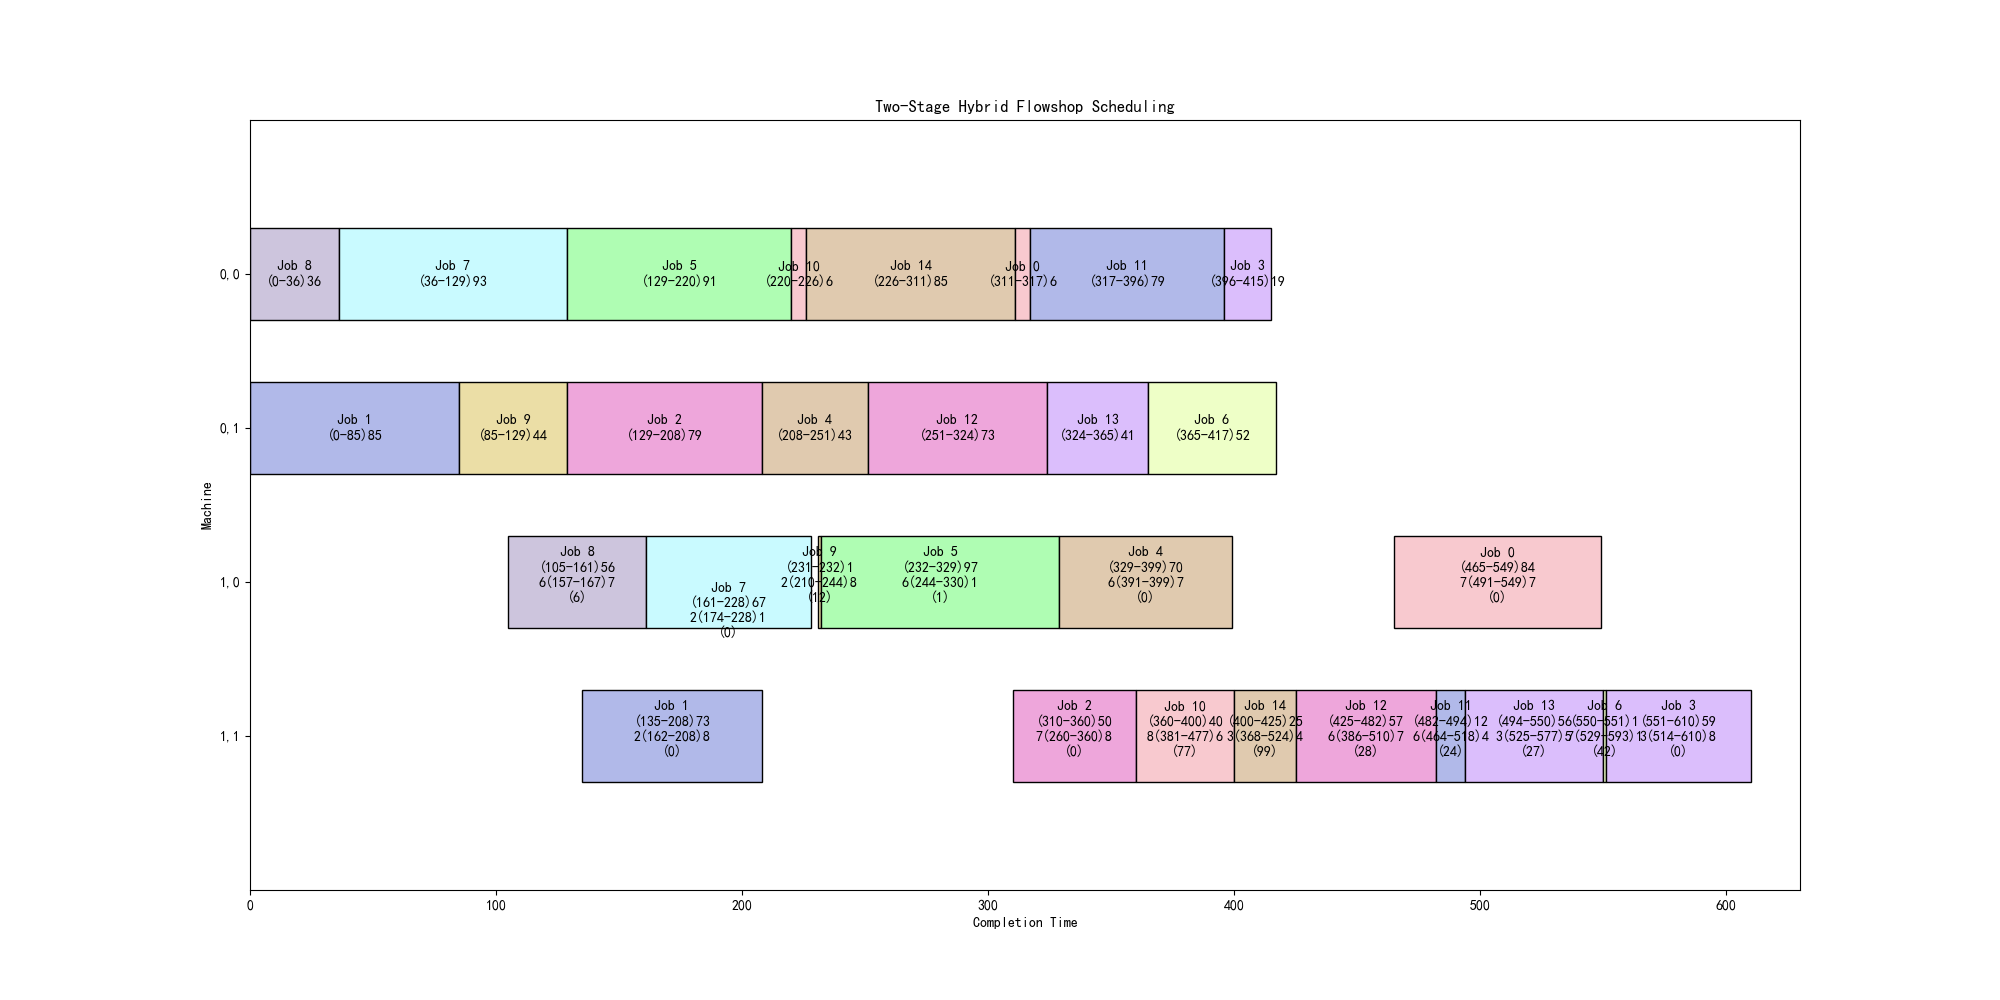 Two-Stage Hybrid Flowshop Scheduling
Machine
0,0
Job 8
(0-36)36
Job 7
(36-129)93
Job 5
(129-220)91
Job 10
(220-226)6
Job 14
(226-311)85
Job 0
(311-317)6
Job 11
(317-396)79
Job 3
(396-415)19
0,1
Job 1
(0-85)85
Job 9
(85-129)44
Job 2
(129-208)79
Job 4
(208-251)43
Job 12
(251-324)73
Job 13
(324-365)41
Job 6
(365-417)52
1,0
Job 8
(105-161)56
6(157-167)7
(6)
Job 7
(161-228)67
2(174-228)1
(0)
Job 9
(231-232)1
2(210-244)8
(12)
Job 5
(232-329)97
6(244-330)1
(1)
Job 4
(329-399)70
6(391-399)7
(0)
Job 0
(465-549)84
7(491-549)7
(0)
1,1
Job 1
(135-208)73
2(162-208)8
(0)
Job 2
(310-360)50
7(260-360)8
(0)
Job 10
(360-400)40
8(381-477)6
(77)
Job 14
(400-425)25
3(368-524)4
(99)
Job 12
(425-482)57
6(386-510)7
(28)
Job 11
(482-494)12
6(464-518)4
(24)
Job 13
(494-550)56
3(525-577)5
(27)
Job 6
(550-551)1
7(529-593)1
(42)
Job 3
(551-610)59
3(514-610)8
(0)
0
100
200
300
400
500
600
Completion Time